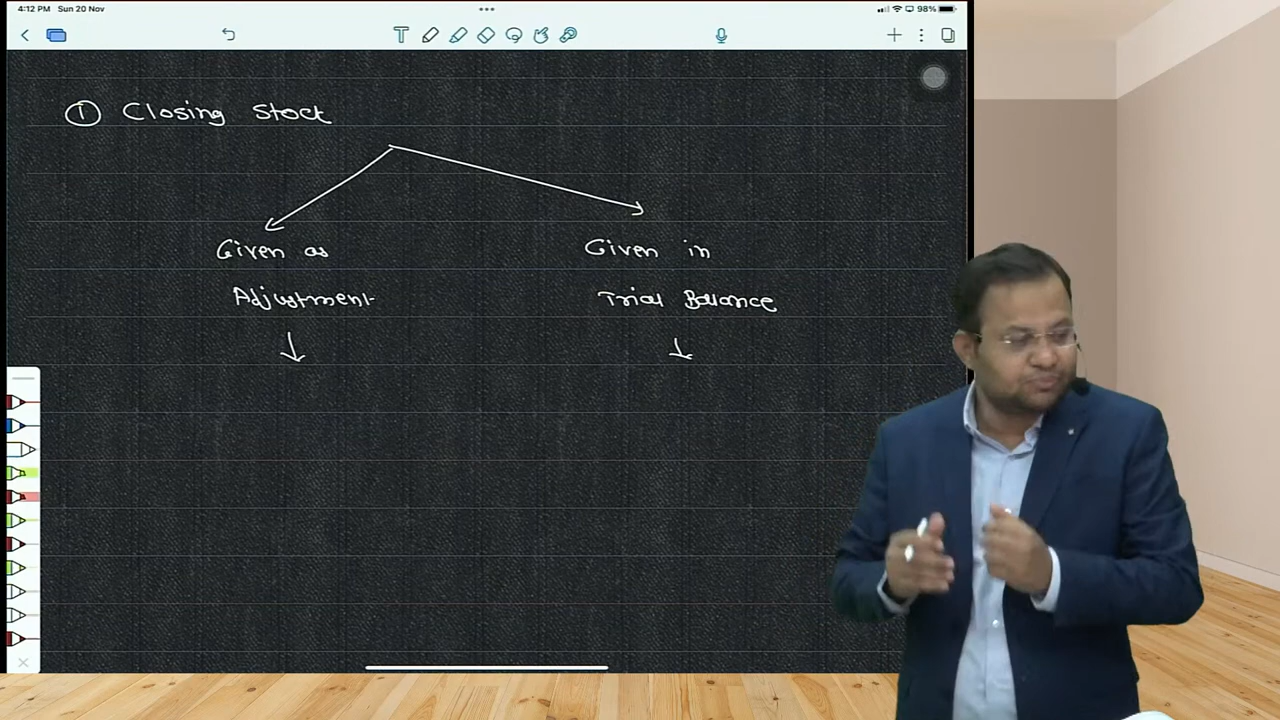 4:12 PM Sun 20 Nov
98%
① Closing Stock
Given as
Adjustment
Given in
Trial Balance